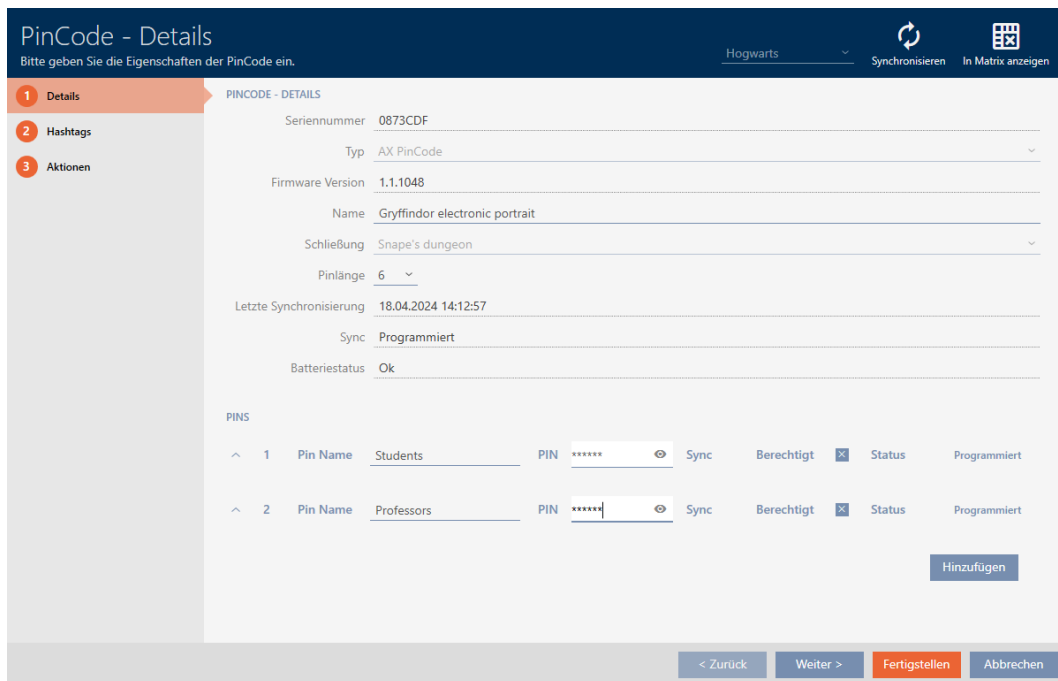 PinCode - Details
Bitte geben Sie die Eigenschaften der PinCode ein.
Hogwarts
Synchronisieren
In Matrix anzeigen
1 Details
2 Hashtags
3 Aktionen
PINCODE - DETAILS
Seriennummer 0873CDF
Typ AX PinCode
Firmware Version 1.1.1048
Name Gryffindor electronic portrait
Schließung Snape's dungeon
Pinlänge 6
Letzte Synchronisierung 18.04.2024 14:12:57
Sync Programmiert
Batteriestatus Ok
PINS
1 Pin Name Students PIN ****** Sync Berechtigt Status Programmiert
2 Pin Name Professors PIN ****** Sync Berechtigt Status Programmiert
Hinzufügen
< Zurück Weiter > Fertigstellen Abbrechen